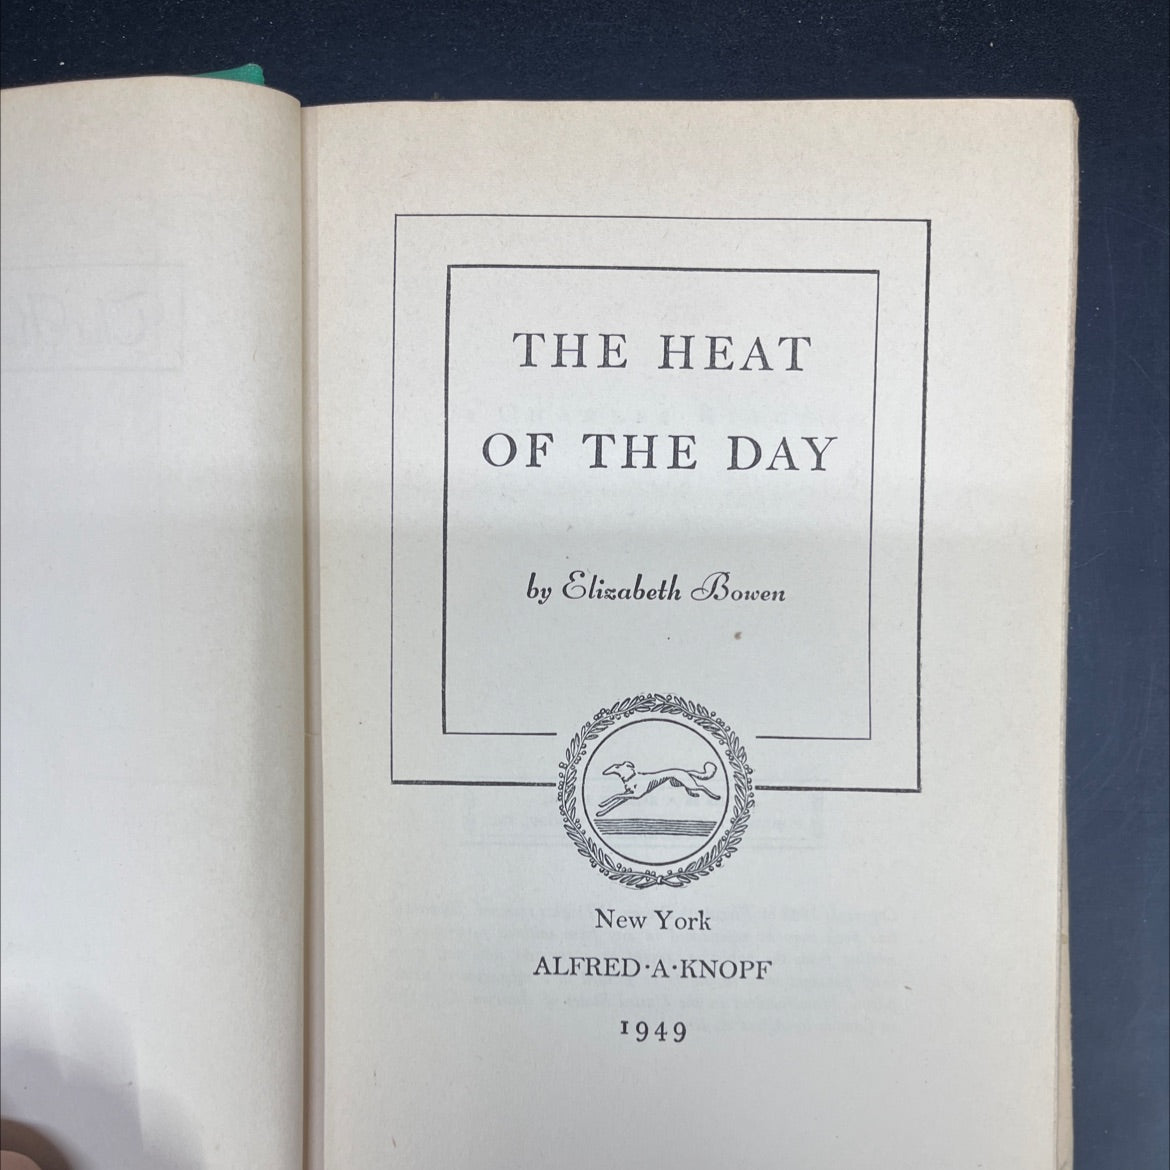 THE HEAT
OF THE DAY
by Elizabeth Bowen
New York
ALFRED·A·KNOPF
1949